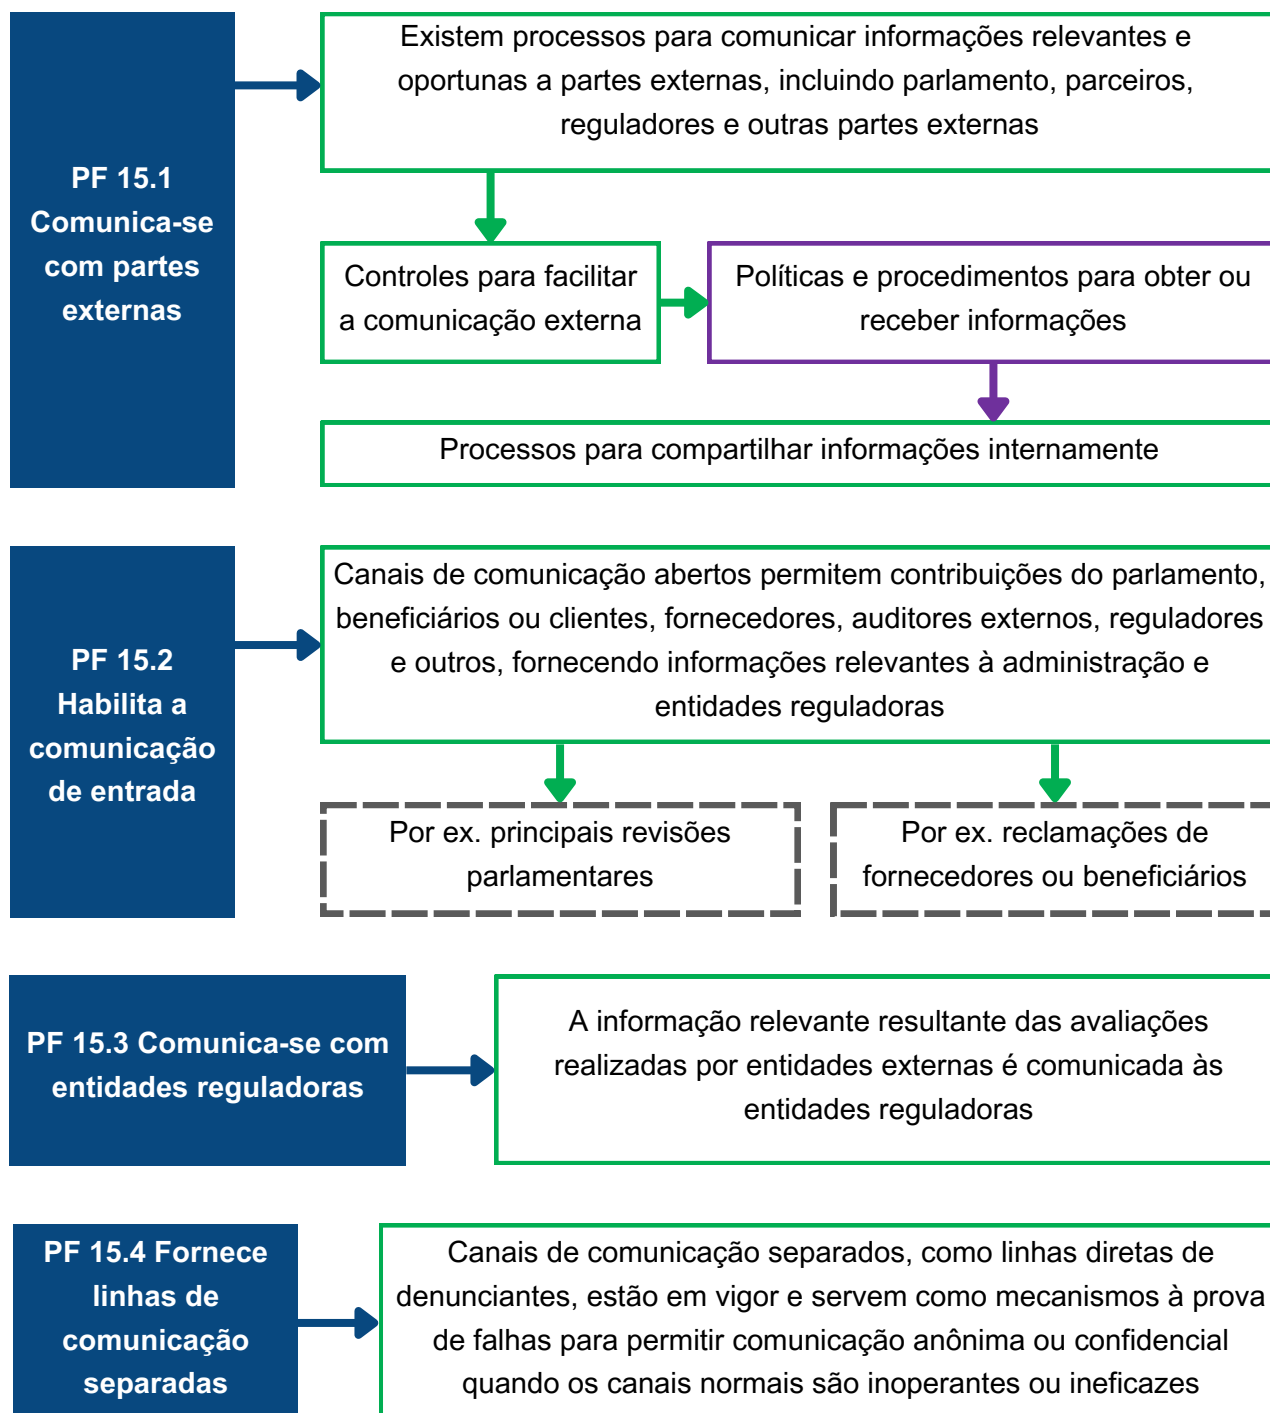 PF 15.1
Comunica-se
com partes
externas
Existem processos para comunicar informações relevantes e
oportunas a partes externas, incluindo parlamento, parceiros,
reguladores e outras partes externas
Controles para facilitar
a comunicação externa
Políticas e procedimentos para obter ou
receber informações
Processos para compartilhar informações internamente
PF 15.2
Habilita a
comunicação
de entrada
Canais de comunicação abertos permitem contribuições do parlamento,
beneficiários ou clientes, fornecedores, auditores externos, reguladores
e outros, fornecendo informações relevantes à administração e
entidades reguladoras
Por ex. principais revisões
parlamentares
Por ex. reclamações de
fornecedores ou beneficiários
PF 15.3 Comunica-se com
entidades reguladoras
A informação relevante resultante das avaliações
realizadas por entidades externas é comunicada às
entidades reguladoras
PF 15.4 Fornece
linhas de
comunicação
separadas
Canais de comunicação separados, como linhas diretas de
denunciantes, estão em vigor e servem como mecanismos à prova
de falhas para permitir comunicação anônima ou confidencial
quando os canais normais são inoperantes ou ineficazes